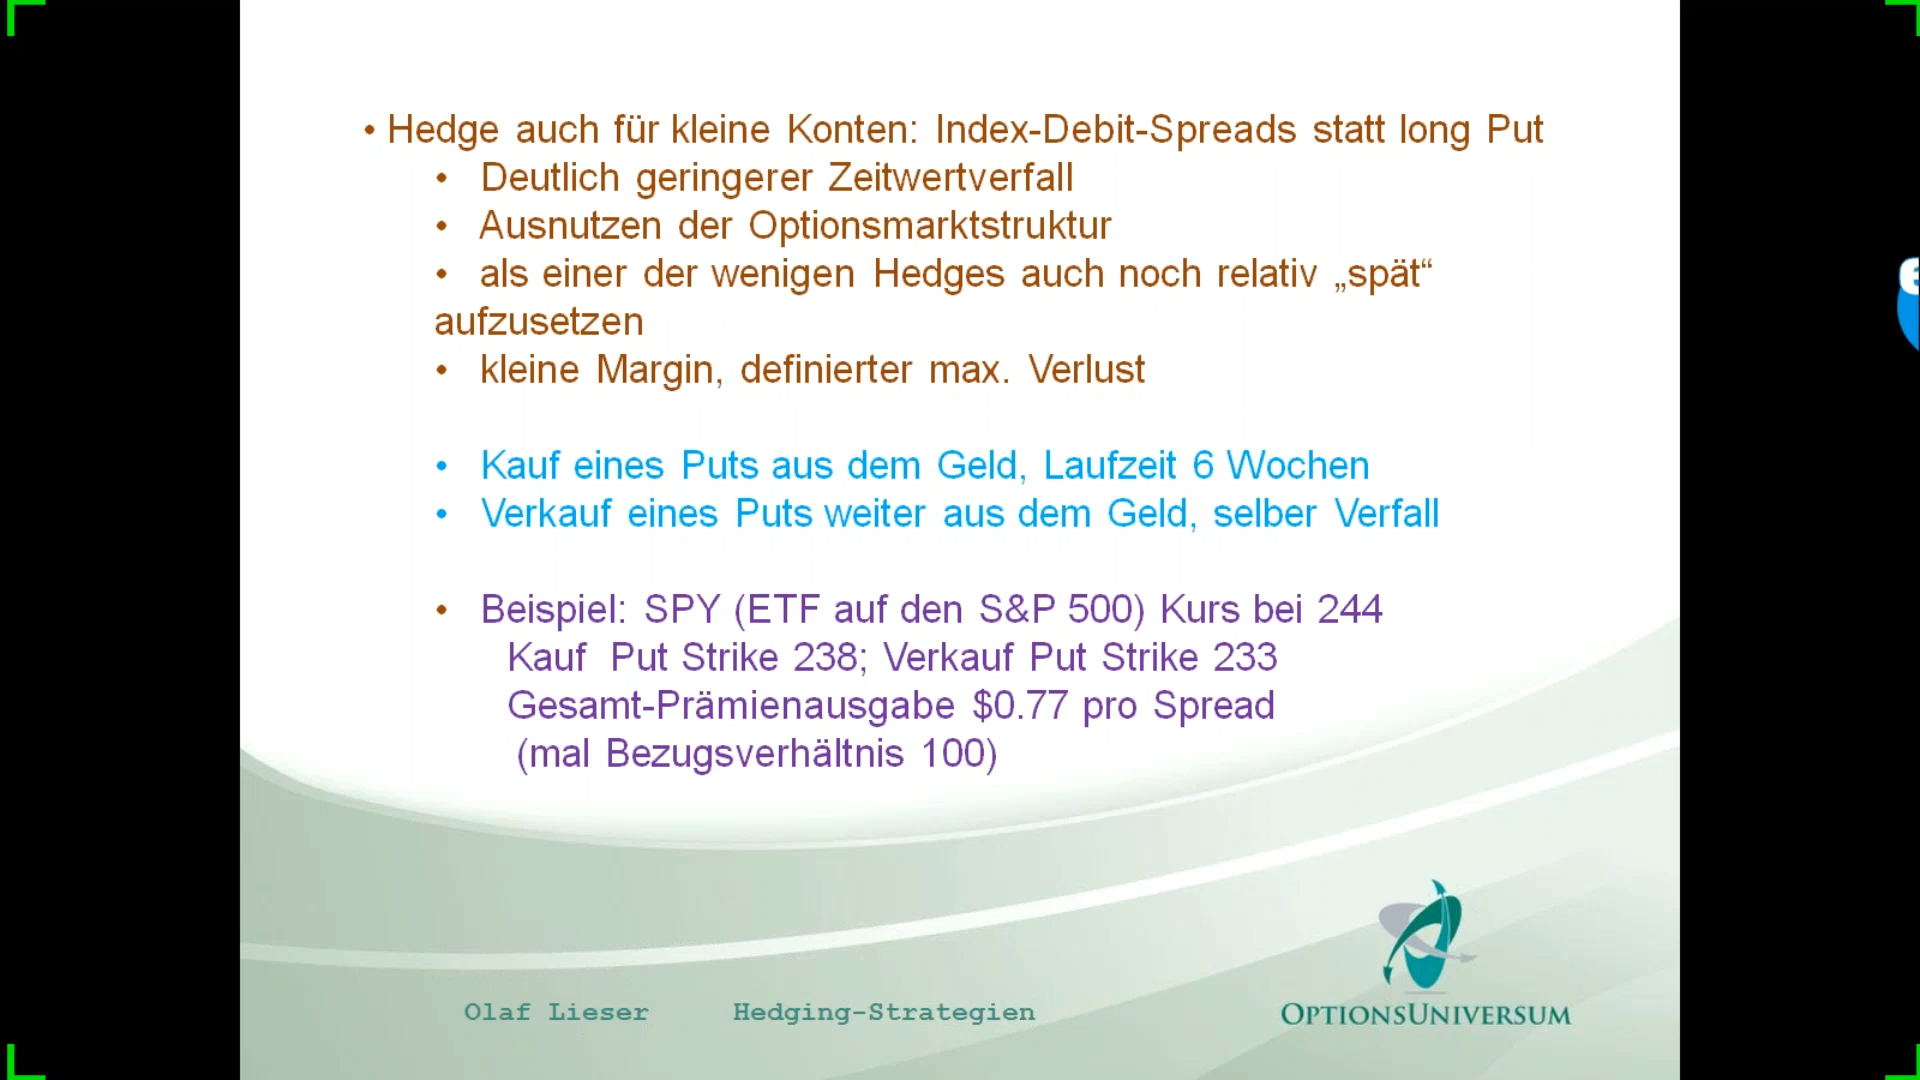 • Hedge auch für kleine Konten: Index-Debit-Spreads statt long Put
• Deutlich geringerer Zeitwertverfall
• Ausnutzen der Optionsmarktstruktur
• als einer der wenigen Hedges auch noch relativ „spät“
aufzusetzen
• kleine Margin, definierter max. Verlust
• Kauf eines Puts aus dem Geld, Laufzeit 6 Wochen
• Verkauf eines Puts weiter aus dem Geld, selber Verfall
• Beispiel: SPY (ETF auf den S&P 500) Kurs bei 244
Kauf Put Strike 238; Verkauf Put Strike 233
Gesamt-Prämienausgabe $0.77 pro Spread
(mal Bezugsverhältnis 100)
Olaf Lieser Hedging-Strategien
OPTIONSUNIVERSUM